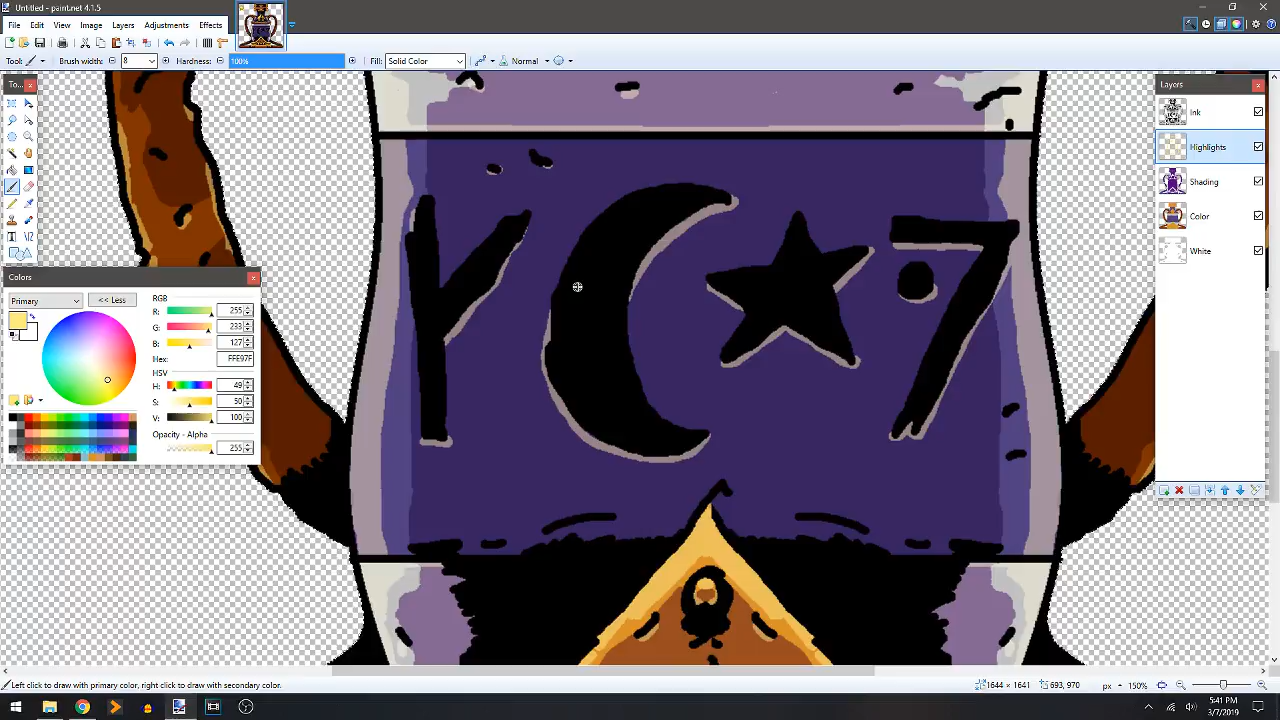 Untitled - paint.net 4.1.5
File Edit View Image Layers Adjustments Effects
Tool: Brush width: 8 Hardness: 100% Fill: Solid Color Normal
To...
Layers
Ink
Highlights
Shading
Color
White
Colors
Primary << Less
RGB
R: 255
G: 233
B: 127
Hex: FFE97F
HSV
H: 49
S: 50
V: 100
Opacity - Alpha
255
Left click to draw with primary color, right click to draw with secondary color. 1644 × 1641 693, 970 px 150%
5:41 PM
3/7/2019